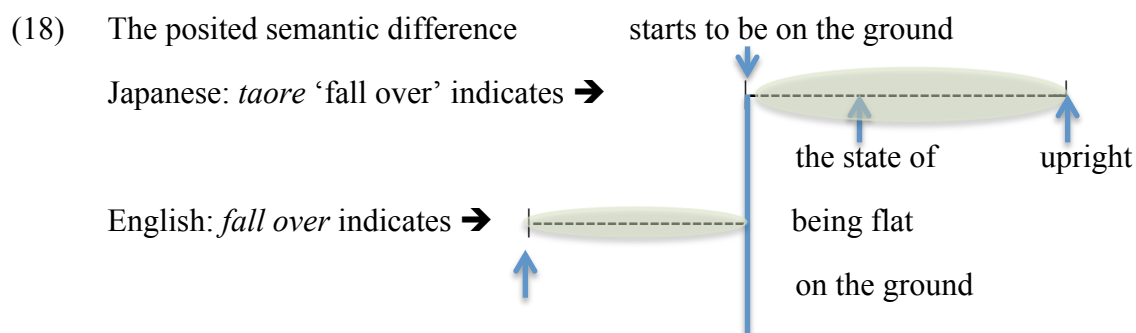 (18) The posited semantic difference starts to be on the ground
Japanese: taore ‘fall over’ indicates ➔
the state of upright
English: fall over indicates ➔ being flat
on the ground